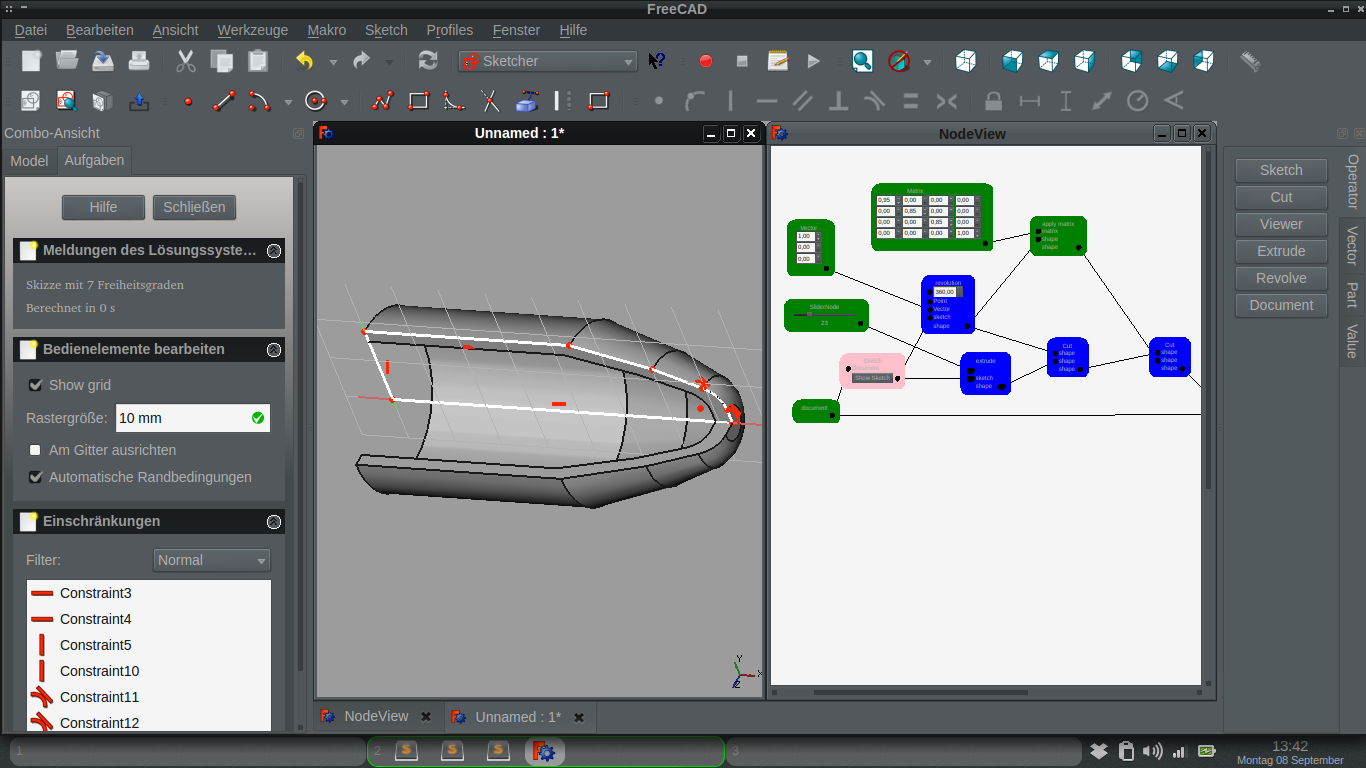 FreeCAD
Datei Bearbeiten Ansicht Werkzeuge Makro Sketch Profiles Fenster Hilfe
Sketcher
Combo-Ansicht
Model Aufgaben
Hilfe Schließen
Meldungen des Lösungssyste...
Skizze mit 7 Freiheitsgraden
Berechnet in 0 s
Bedienelemente bearbeiten
Show grid
Rastergröße: 10 mm
Am Gitter ausrichten
Automatische Randbedingungen
Einschränkungen
Filter: Normal
Constraint3
Constraint4
Constraint5
Constraint10
Constraint11
Constraint12
Unnamed : 1*
Y
X
Z
NodeView
Matrix
0,95 0,00 0,00 0,00
0,00 0,85 0,00 0,00
0,00 0,00 0,85 0,00
0,00 0,00 0,00 1,00
Vector
1,00
0,00
0,00
apply matrix
matrix
shape
shape
revolution
360,00
Point
Vector
sketch
shape
SliderNode
23
Sketch
document
Show Sketch
extrude
sketch
shape
Cut
shape
shape
shape
Cut
shape
shape
shape
document
Sketch
Cut
Viewer
Extrude
Revolve
Document
Operator
Vector
Part
Value
NodeView
Unnamed : 1*
1
2
S S S
3
13:42
Montag 08 September